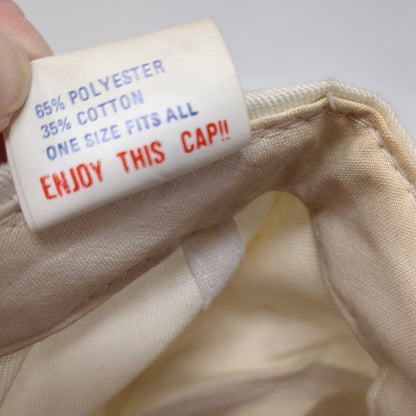 65% POLYESTER
35% COTTON
ONE SIZE FITS ALL
ENJOY THIS CAP!!